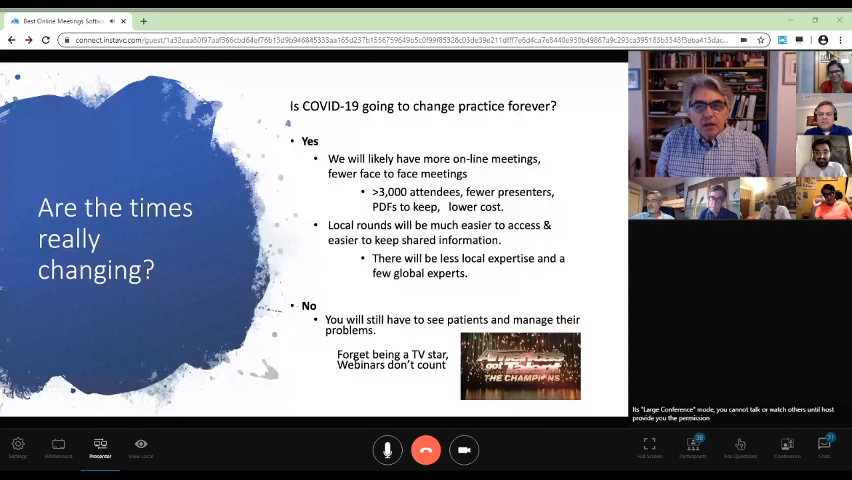 Best Online Meetings Softw
connect.instavc.com/guest/
Is COVID-19 going to change practice forever?
Are the times
really
changing?
• Yes
• We will likely have more on-line meetings,
fewer face to face meetings
• >3,000 attendees, fewer presenters,
PDFs to keep, lower cost.
• Local rounds will be much easier to access &
easier to keep shared information.
• There will be less local expertise and a
few global experts.
• No
• You will still have to see patients and manage their
problems.
Forget being a TV star,
Webinars don't count
America's
got Talent
THE CHAMPIONS
Its "Large Conference" mode, you cannot talk or watch others until host
provide you the permission
Settings
Whiteboard
Presenter
View Local
Full Screen
Participants
Ask Questions
Conference
Chat